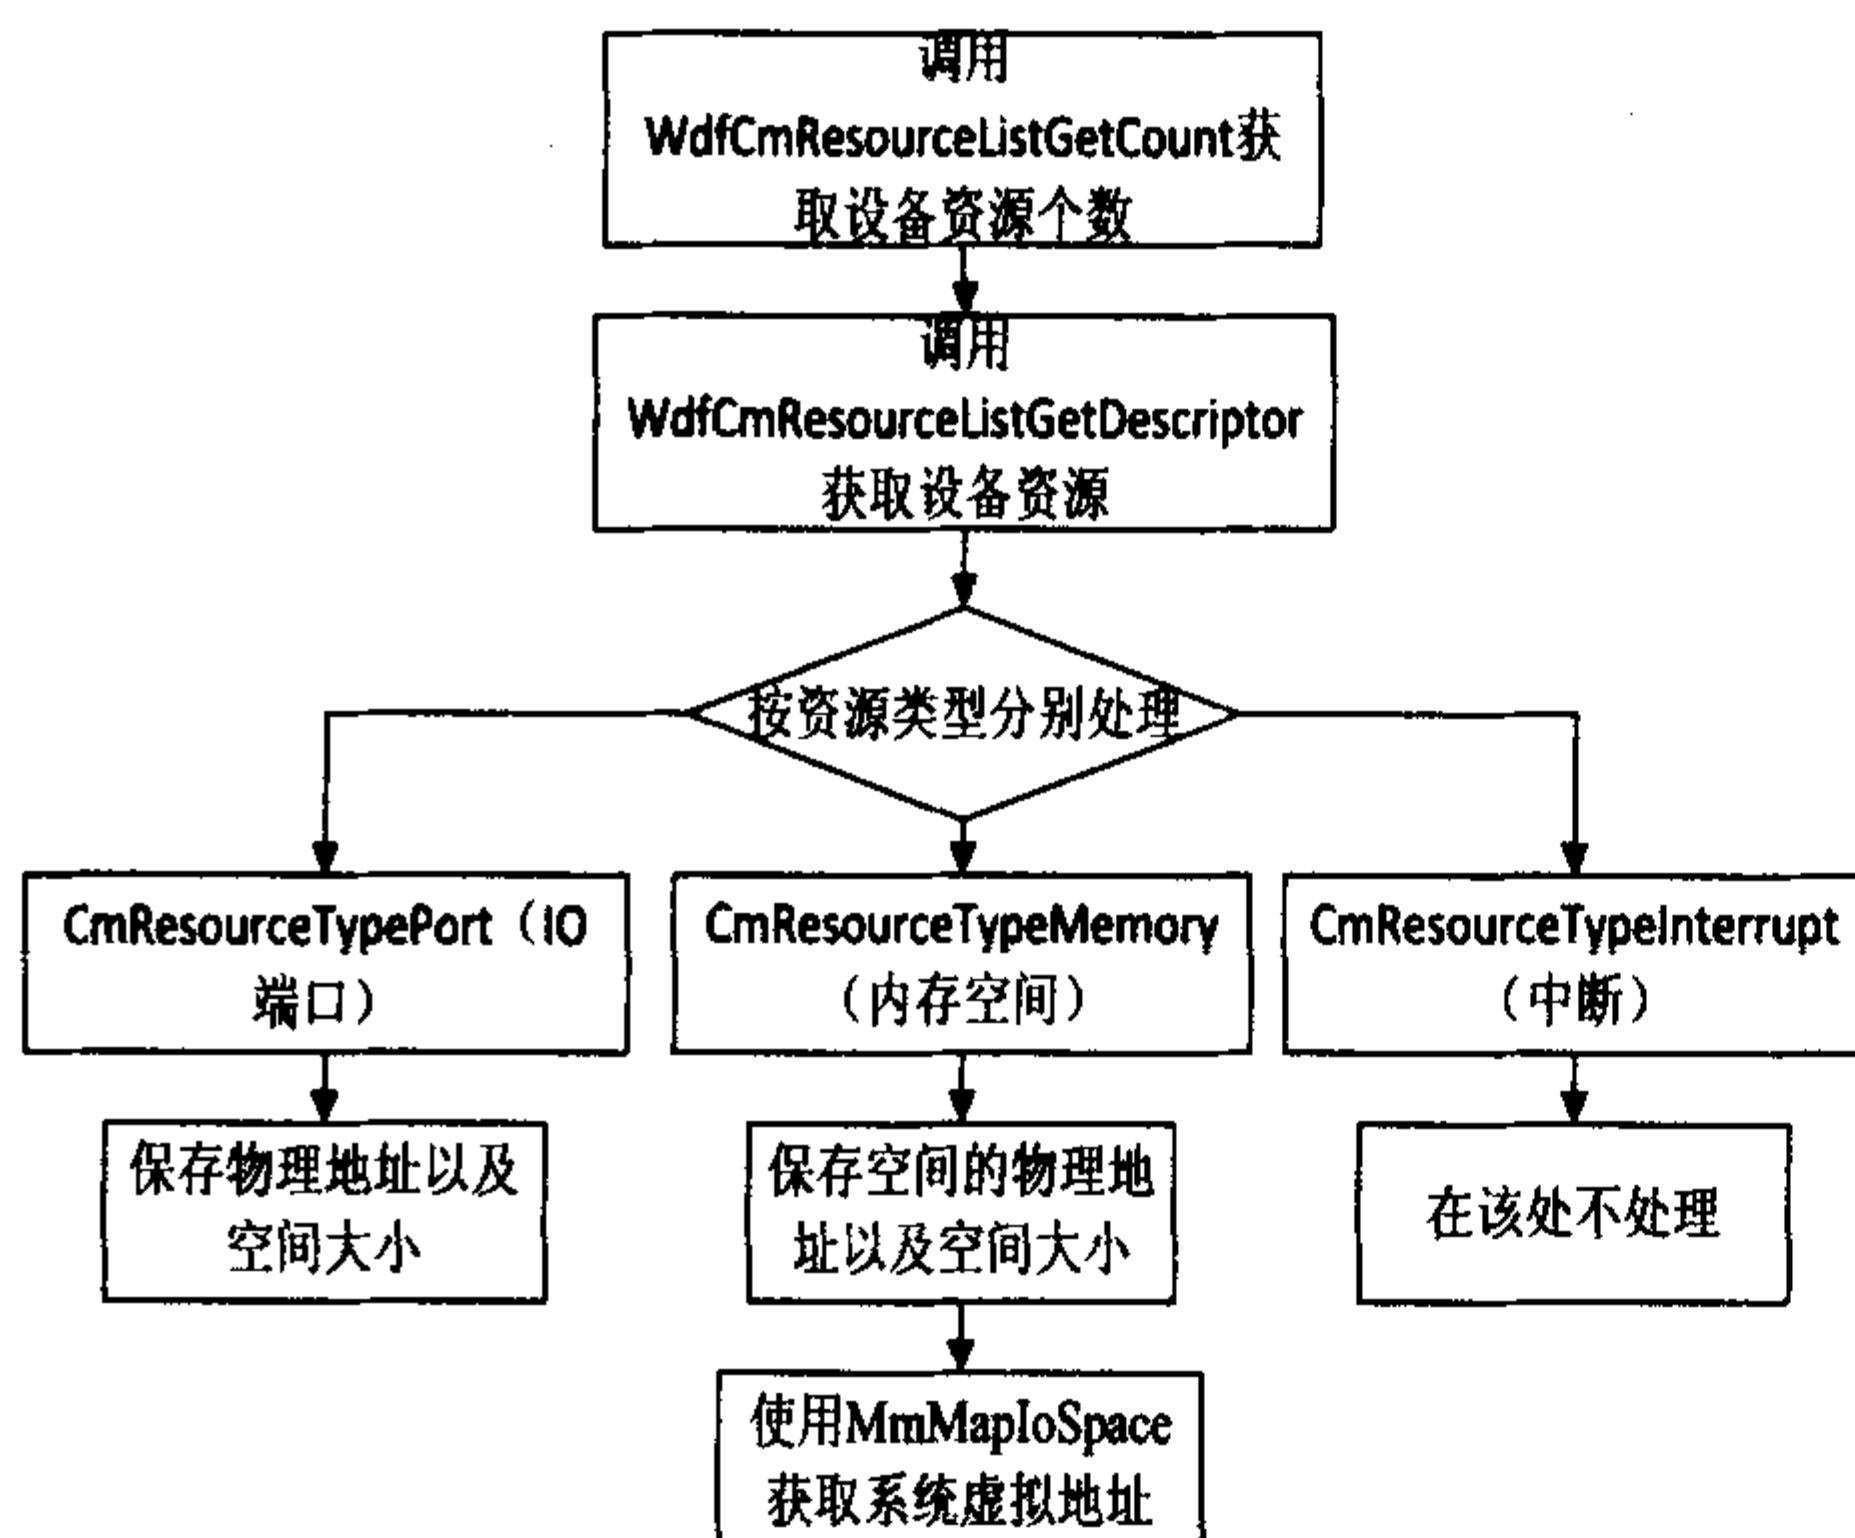 调用
WdfCmResourceListGetCount获
取设备资源个数
调用
WdfCmResourceListGetDescriptor
获取设备资源
按资源类型分别处理
CmResourceTypePort（IO
端口）
CmResourceTypeMemory
（内存空间）
CmResourceTypeInterrupt
（中断）
保存物理地址以及
空间大小
保存空间的物理地
址以及空间大小
在该处不处理
使用MmMapIoSpace
获取系统虚拟地址